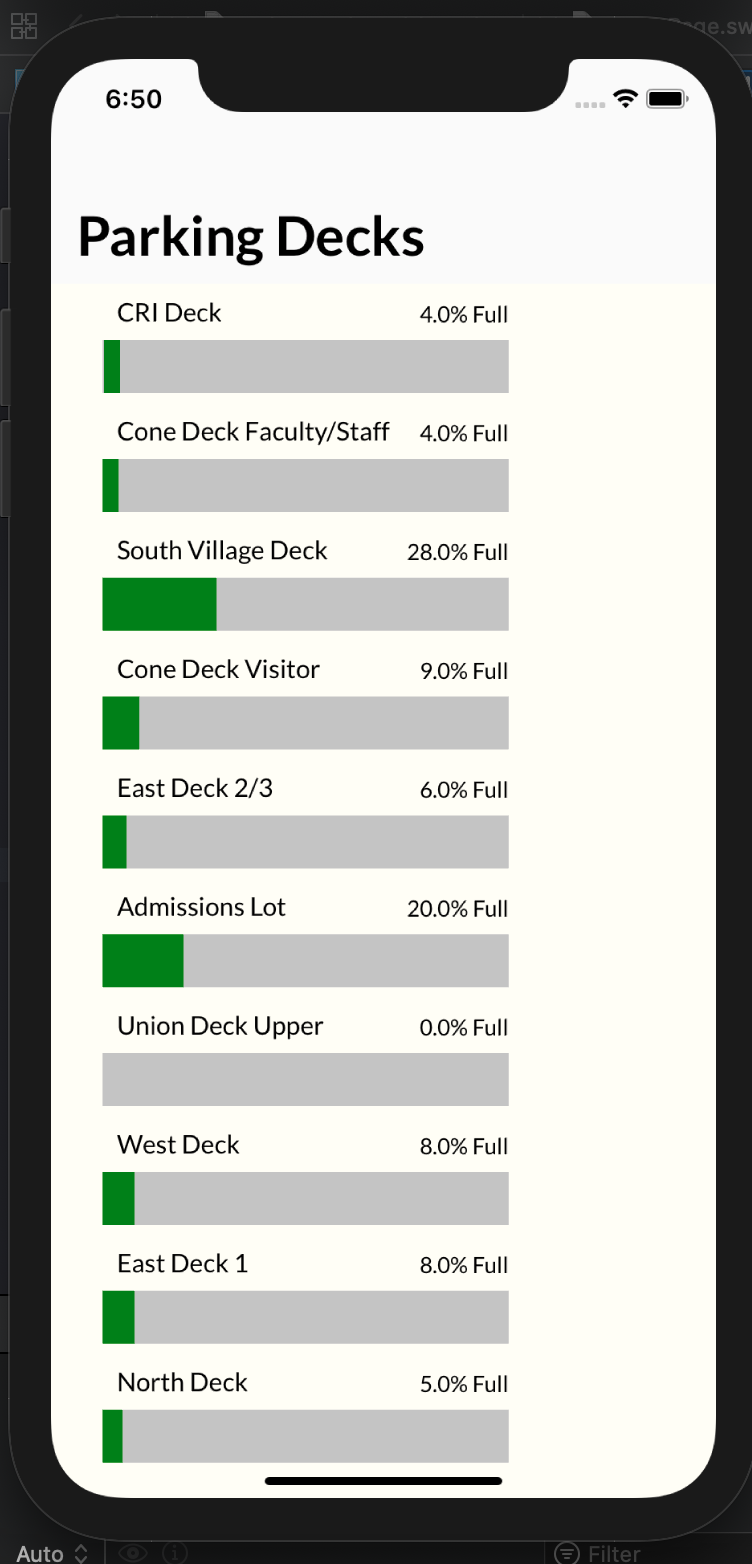 6:50
Parking Decks
CRI Deck 4.0% Full
Cone Deck Faculty/Staff 4.0% Full
South Village Deck 28.0% Full
Cone Deck Visitor 9.0% Full
East Deck 2/3 6.0% Full
Admissions Lot 20.0% Full
Union Deck Upper 0.0% Full
West Deck 8.0% Full
East Deck 1 8.0% Full
North Deck 5.0% Full
Auto Filter